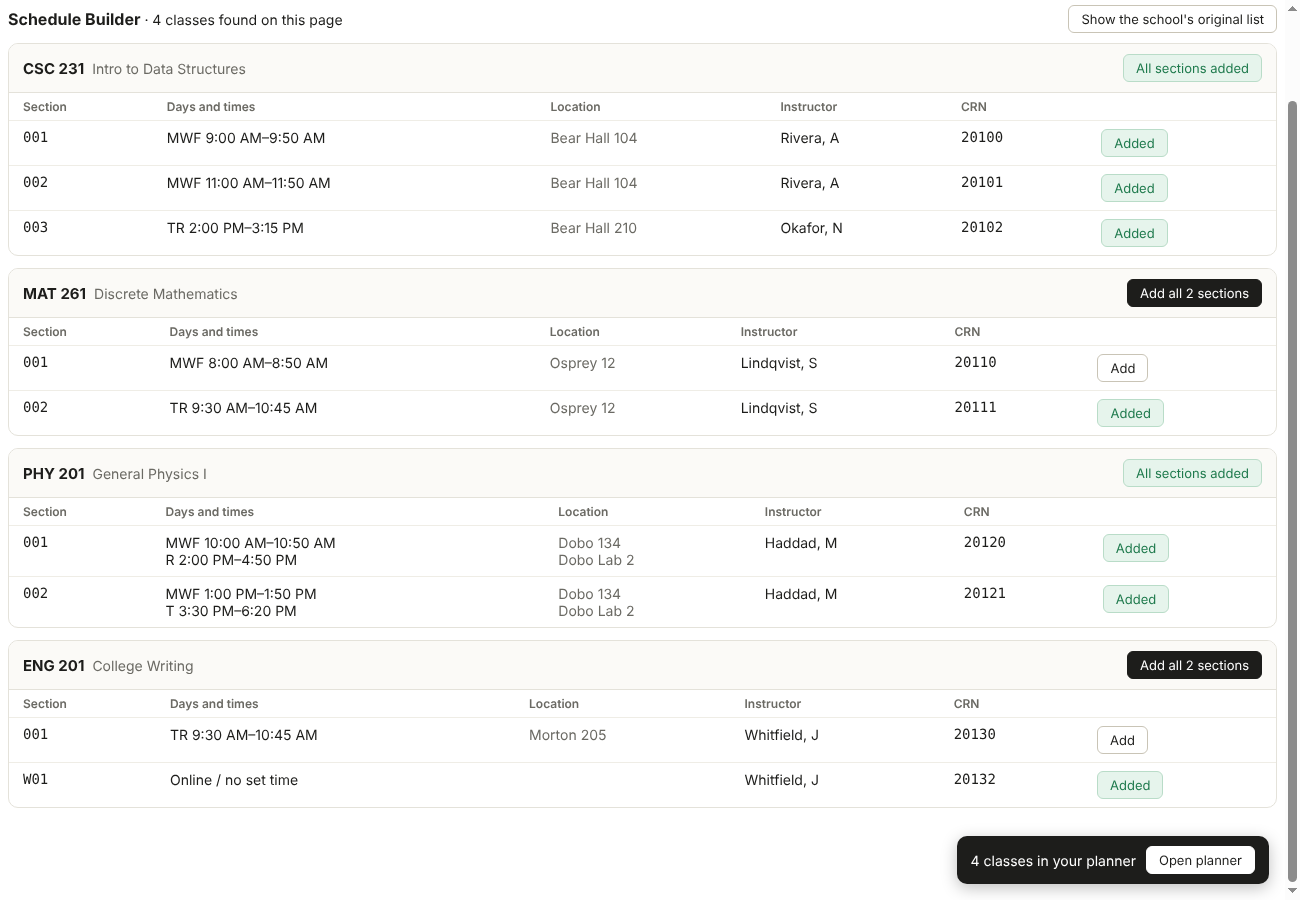 Schedule Builder · 4 classes found on this page
Show the school's original list
CSC 231 Intro to Data Structures
All sections added
Section Days and times Location Instructor CRN
001 MWF 9:00 AM–9:50 AM Bear Hall 104 Rivera, A 20100 Added
002 MWF 11:00 AM–11:50 AM Bear Hall 104 Rivera, A 20101 Added
003 TR 2:00 PM–3:15 PM Bear Hall 210 Okafor, N 20102 Added
MAT 261 Discrete Mathematics
Add all 2 sections
Section Days and times Location Instructor CRN
001 MWF 8:00 AM–8:50 AM Osprey 12 Lindqvist, S 20110 Add
002 TR 9:30 AM–10:45 AM Osprey 12 Lindqvist, S 20111 Added
PHY 201 General Physics I
All sections added
Section Days and times Location Instructor CRN
001 MWF 10:00 AM–10:50 AM Dobo 134 Haddad, M 20120 Added
R 2:00 PM–4:50 PM Dobo Lab 2
002 MWF 1:00 PM–1:50 PM Dobo 134 Haddad, M 20121 Added
T 3:30 PM–6:20 PM Dobo Lab 2
ENG 201 College Writing
Add all 2 sections
Section Days and times Location Instructor CRN
001 TR 9:30 AM–10:45 AM Morton 205 Whitfield, J 20130 Add
W01 Online / no set time Whitfield, J 20132 Added
4 classes in your planner Open planner